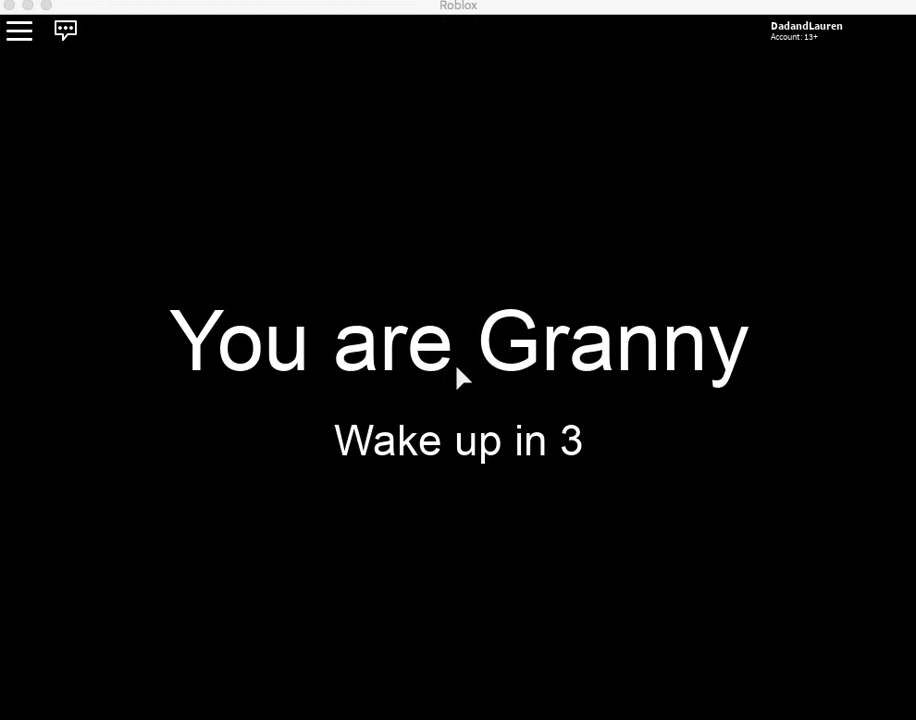 Roblox
DadandLauren
Account: 13+
You are Granny
Wake up in 3